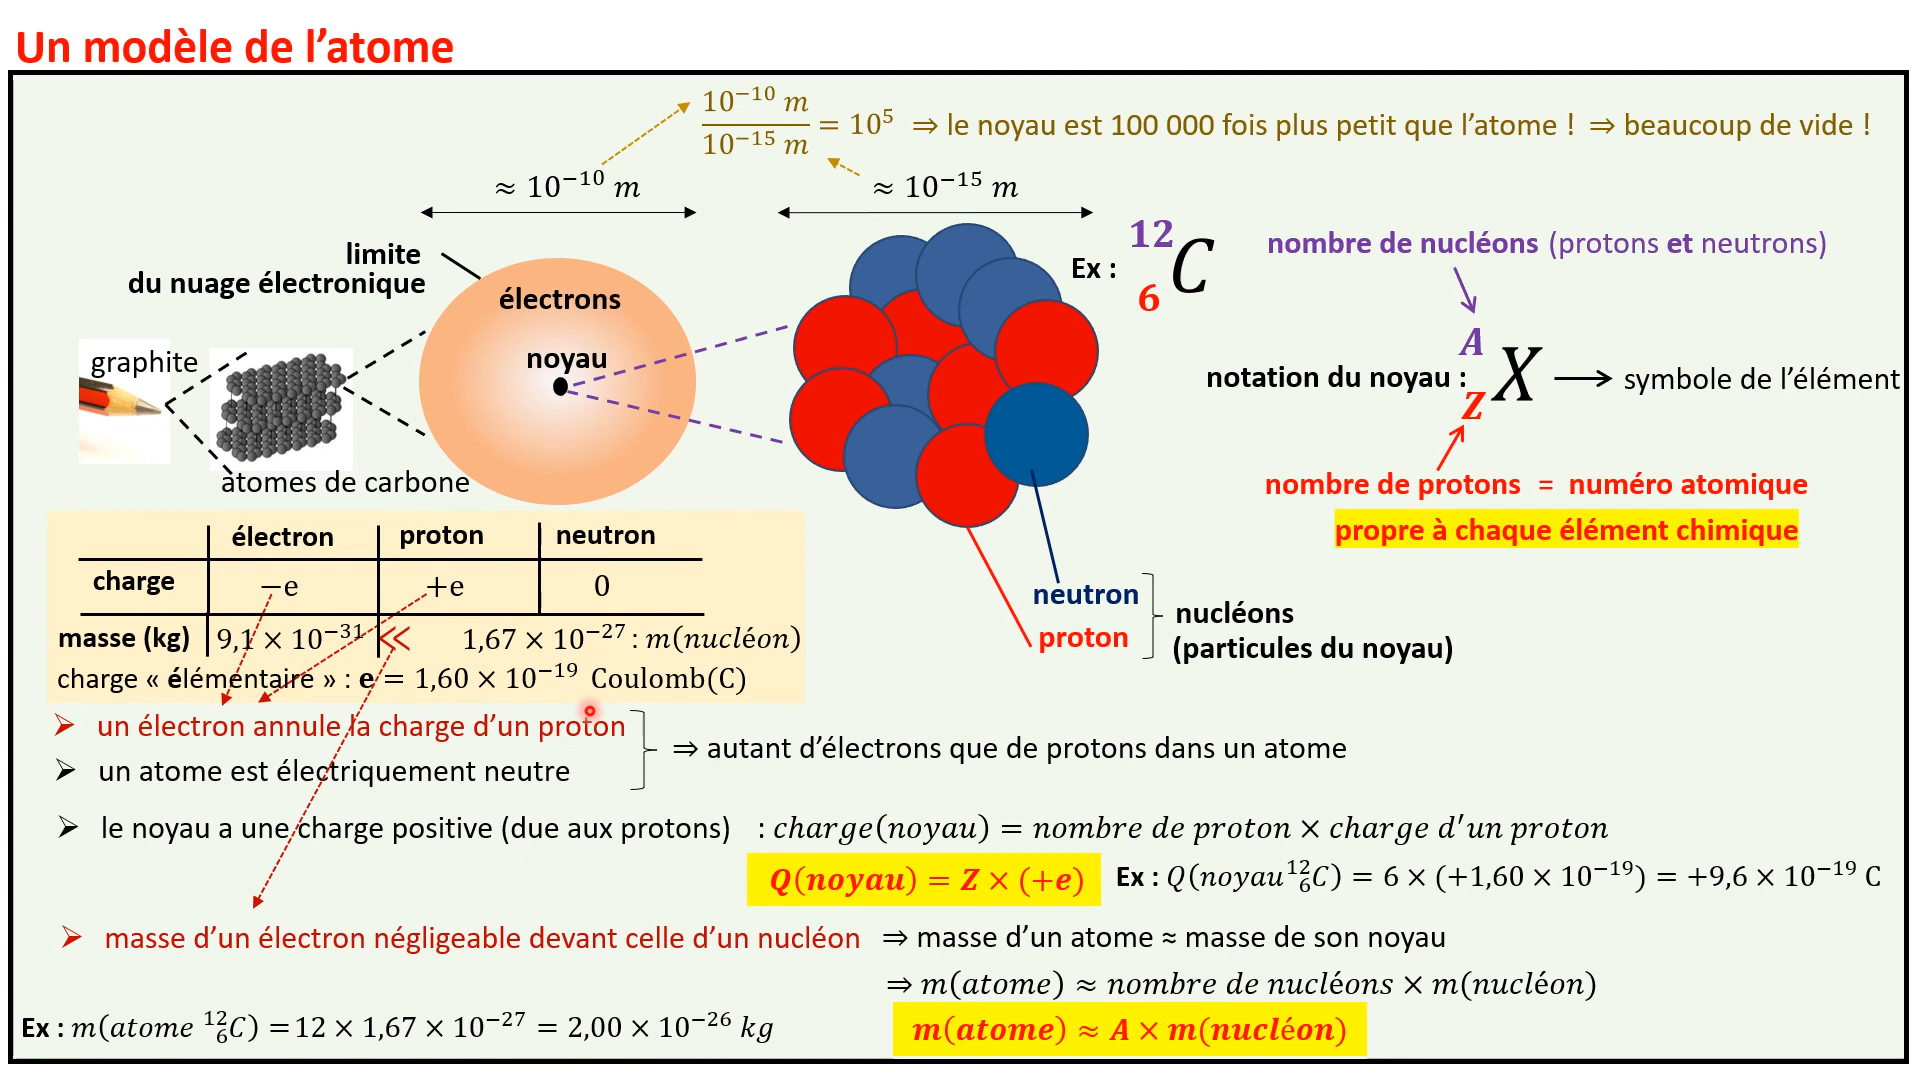 Un modèle de l’atome
10⁻¹⁰ m / 10⁻¹⁵ m = 10⁵ ⇒ le noyau est 100 000 fois plus petit que l’atome ! ⇒ beaucoup de vide !
≈ 10⁻¹⁰ m
≈ 10⁻¹⁵ m
limite
du nuage électronique
électrons
noyau
graphite
atomes de carbone
Ex : ¹²₆C
nombre de nucléons (protons et neutrons)
notation du noyau : ᴬ_Z X → symbole de l’élément
nombre de protons = numéro atomique
propre à chaque élément chimique
neutron
proton
nucléons
(particules du noyau)
électron proton neutron
charge −e +e 0
masse (kg) 9,1 × 10⁻³¹ ≪ 1,67 × 10⁻²⁷ : m(nucléon)
charge « élémentaire » : e = 1,60 × 10⁻¹⁹ Coulomb(C)
➢ un électron annule la charge d’un proton
➢ un atome est électriquement neutre
⇒ autant d’électrons que de protons dans un atome
➢ le noyau a une charge positive (due aux protons) : charge(noyau) = nombre de proton × charge d′un proton
Q(noyau) = Z × (+e) Ex : Q(noyau ¹²₆C) = 6 × (+1,60 × 10⁻¹⁹) = +9,6 × 10⁻¹⁹ C
➢ masse d’un électron négligeable devant celle d’un nucléon ⇒ masse d’un atome ≈ masse de son noyau
⇒ m(atome) ≈ nombre de nucléons × m(nucléon)
Ex : m(atome ¹²₆C) = 12 × 1,67 × 10⁻²⁷ = 2,00 × 10⁻²⁶ kg
m(atome) ≈ A × m(nucléon)